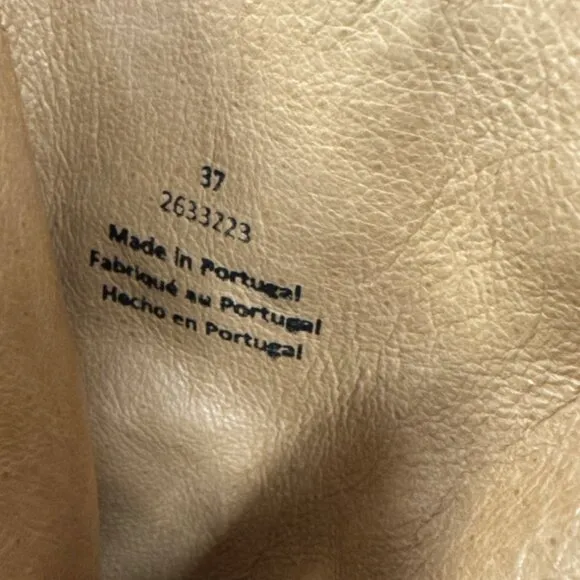 37
2633223
Made in Portugal
Fabriqué au Portugal
Hecho en Portugal